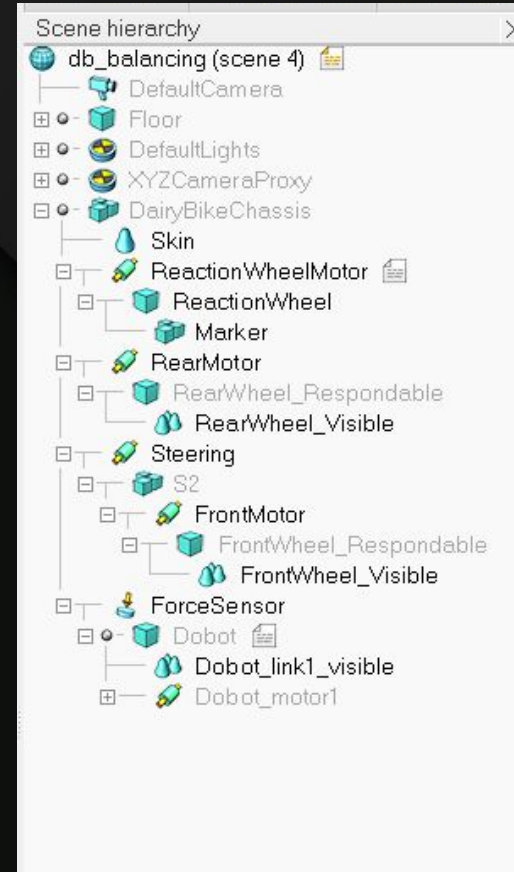 Scene hierarchy
db_balancing (scene 4)
DefaultCamera
Floor
DefaultLights
XYZCameraProxy
DairyBikeChassis
Skin
ReactionWheelMotor
ReactionWheel
Marker
RearMotor
RearWheel_Respondable
RearWheel_Visible
Steering
S2
FrontMotor
FrontWheel_Respondable
FrontWheel_Visible
ForceSensor
Dobot
Dobot_link1_visible
Dobot_motor1